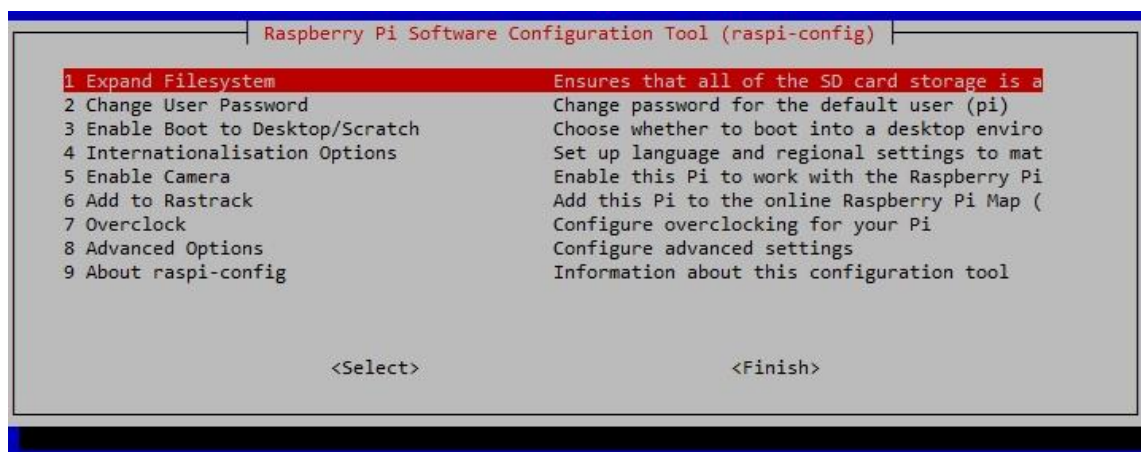 Raspberry Pi Software Configuration Tool (raspi-config)
1 Expand Filesystem Ensures that all of the SD card storage is a
2 Change User Password Change password for the default user (pi)
3 Enable Boot to Desktop/Scratch Choose whether to boot into a desktop enviro
4 Internationalisation Options Set up language and regional settings to mat
5 Enable Camera Enable this Pi to work with the Raspberry Pi
6 Add to Rastrack Add this Pi to the online Raspberry Pi Map (
7 Overclock Configure overclocking for your Pi
8 Advanced Options Configure advanced settings
9 About raspi-config Information about this configuration tool
<Select> <Finish>